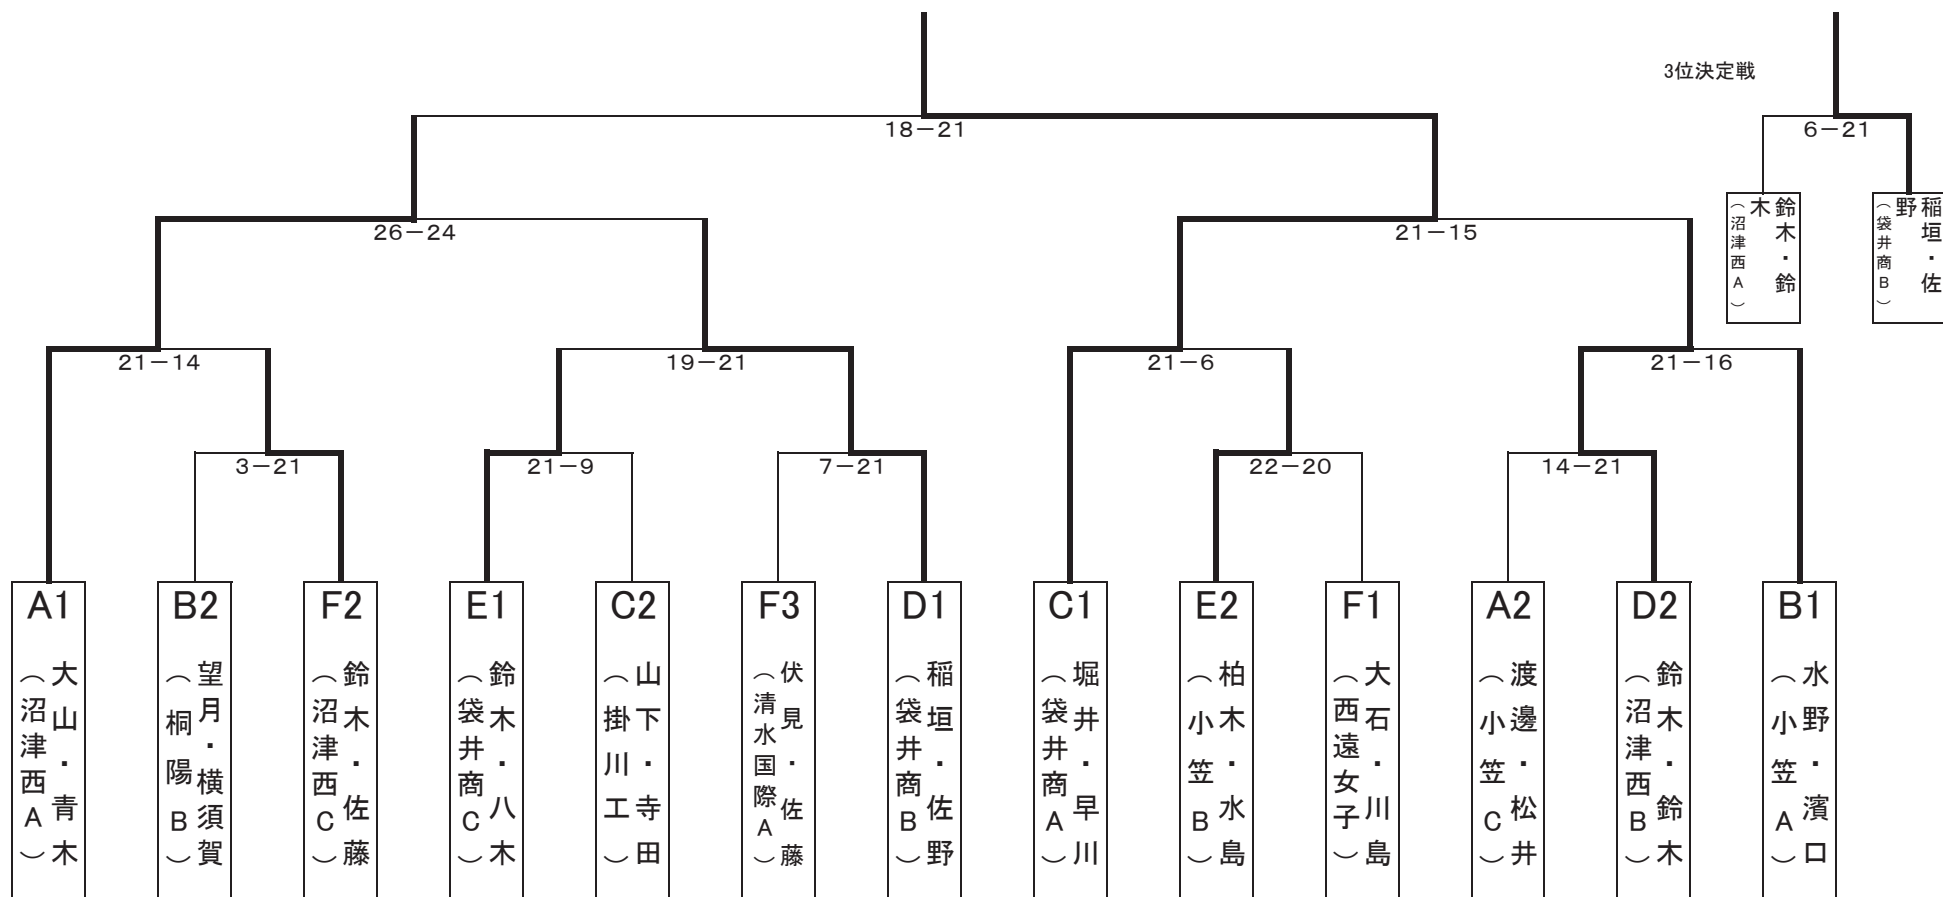 3位決定戦
18－21
6－21
鈴木・鈴
木
（沼津西A）
稲垣・佐
野
（袋井商B）
26－24
21－15
21－14
19－21
21－6
21－16
3－21
21－9
7－21
22－20
14－21
A1
大山・青木
（沼津西A）
B2
望月・横須賀
（桐陽B）
F2
鈴木・佐藤
（沼津西C）
E1
鈴木・八木
（袋井商C）
C2
山下・寺田
（掛川工）
F3
伏見・佐藤
（清水国際A）
D1
稲垣・佐野
（袋井商B）
C1
堀井・早川
（袋井商A）
E2
柏木・水島
（小笠B）
F1
大石・川島
（西遠女子）
A2
渡邊・松井
（小笠C）
D2
鈴木・鈴木
（沼津西B）
B1
水野・濱口
（小笠A）